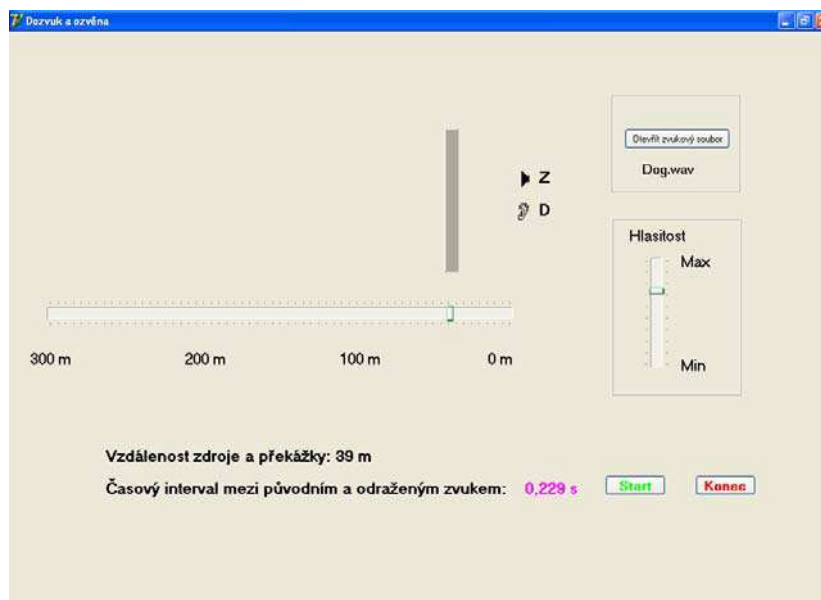 Dozvuk a ozvěna
Otevřít zvukový soubor
Dog.wav
Z
D
Hlasitost
Max
Min
300 m 200 m 100 m 0 m
Vzdálenost zdroje a překážky: 39 m
Časový interval mezi původním a odraženým zvukem: 0,229 s Start Konec